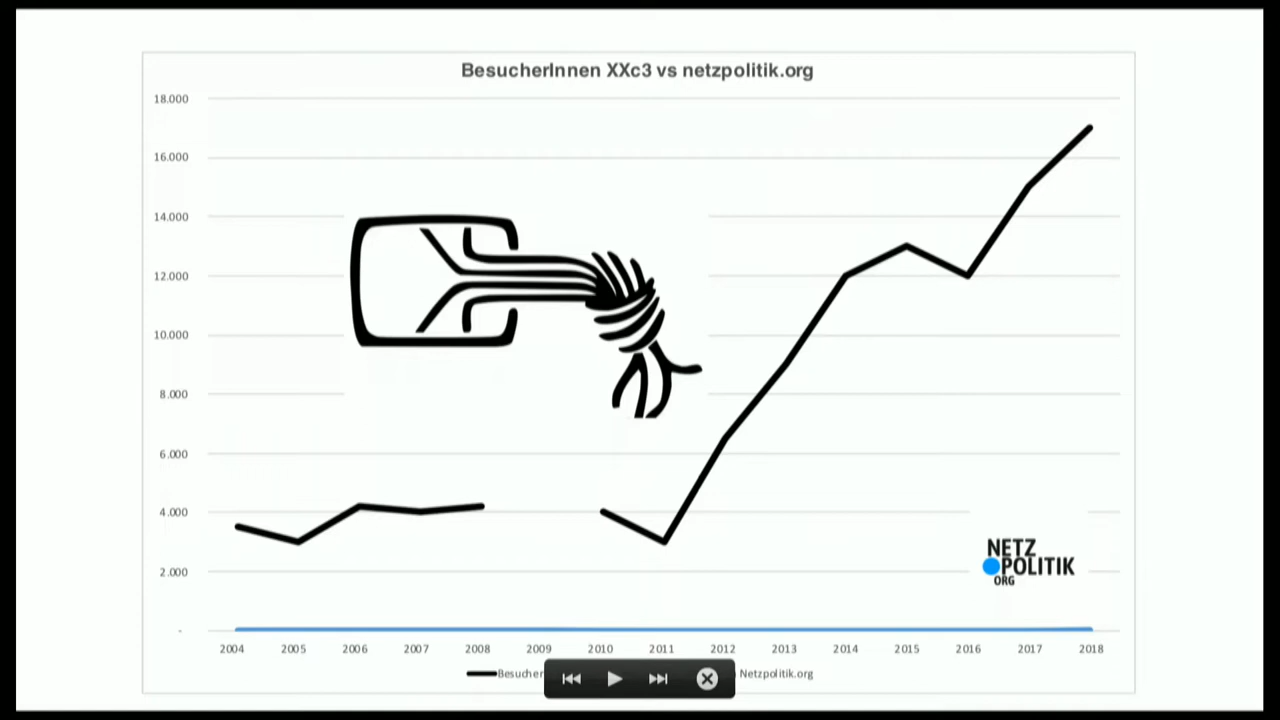 BesucherInnen XXc3 vs netzpolitik.org
18.000
16.000
14.000
12.000
10.000
8.000
6.000
4.000
2.000
-
NETZ
POLITIK
ORG
2004 2005 2006 2007 2008 2009 2010 2011 2012 2013 2014 2015 2016 2017 2018
Besucher Netzpolitik.org